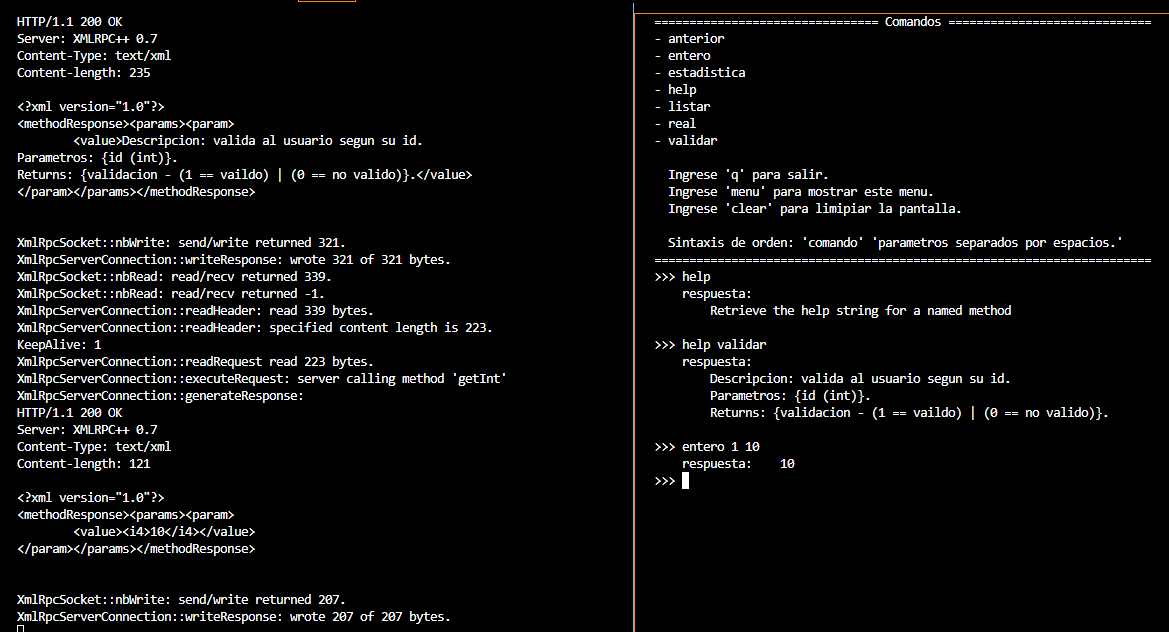 HTTP/1.1 200 OK
Server: XMLRPC++ 0.7
Content-Type: text/xml
Content-length: 235
<?xml version="1.0"?>
<methodResponse><params><param>
<value>Descripcion: valida al usuario segun su id.
Parametros: {id (int)}.
Returns: {validacion - (1 == vaildo) | (0 == no valido)}.</value>
</param></params></methodResponse>
XmlRpcSocket::nbWrite: send/write returned 321.
XmlRpcServerConnection::writeResponse: wrote 321 of 321 bytes.
XmlRpcSocket::nbRead: read/recv returned 339.
XmlRpcSocket::nbRead: read/recv returned -1.
XmlRpcServerConnection::readHeader: read 339 bytes.
XmlRpcServerConnection::readHeader: specified content length is 223.
KeepAlive: 1
XmlRpcServerConnection::readRequest read 223 bytes.
XmlRpcServerConnection::executeRequest: server calling method 'getInt'
XmlRpcServerConnection::generateResponse:
HTTP/1.1 200 OK
Server: XMLRPC++ 0.7
Content-Type: text/xml
Content-length: 121
<?xml version="1.0"?>
<methodResponse><params><param>
<value><i4>10</i4></value>
</param></params></methodResponse>
XmlRpcSocket::nbWrite: send/write returned 207.
XmlRpcServerConnection::writeResponse: wrote 207 of 207 bytes.
================================ Comandos =============================
- anterior
- entero
- estadistica
- help
- listar
- real
- validar
Ingrese 'q' para salir.
Ingrese 'menu' para mostrar este menu.
Ingrese 'clear' para limipiar la pantalla.
Sintaxis de orden: 'comando' 'parametros separados por espacios.'
=======================================================================
>>> help
respuesta:
Retrieve the help string for a named method
>>> help validar
respuesta:
Descripcion: valida al usuario segun su id.
Parametros: {id (int)}.
Returns: {validacion - (1 == vaildo) | (0 == no valido)}.
>>> entero 1 10
respuesta: 10
>>>